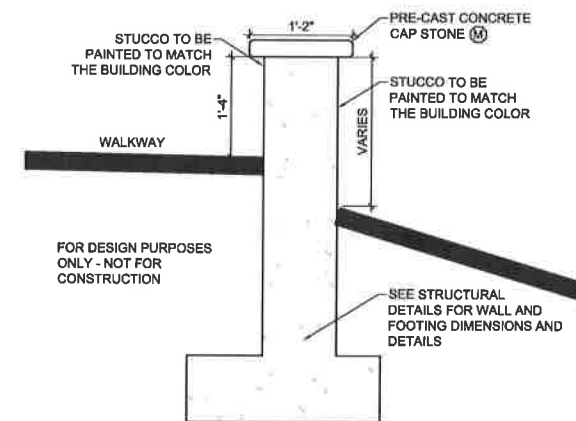 1'-2"
PRE-CAST CONCRETE
CAP STONE Ⓜ
STUCCO TO BE
PAINTED TO MATCH
THE BUILDING COLOR
STUCCO TO BE
PAINTED TO MATCH
THE BUILDING COLOR
1'-4"
VARIES
WALKWAY
FOR DESIGN PURPOSES
ONLY - NOT FOR
CONSTRUCTION
SEE STRUCTURAL
DETAILS FOR WALL AND
FOOTING DIMENSIONS AND
DETAILS